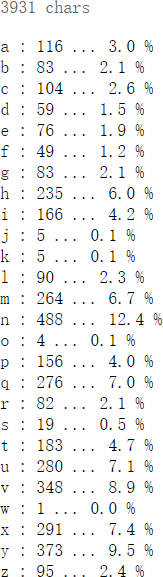 3931 chars
a : 116 ... 3.0 %
b : 83 ... 2.1 %
c : 104 ... 2.6 %
d : 59 ... 1.5 %
e : 76 ... 1.9 %
f : 49 ... 1.2 %
g : 83 ... 2.1 %
h : 235 ... 6.0 %
i : 166 ... 4.2 %
j : 5 ... 0.1 %
k : 5 ... 0.1 %
l : 90 ... 2.3 %
m : 264 ... 6.7 %
n : 488 ... 12.4 %
o : 4 ... 0.1 %
p : 156 ... 4.0 %
q : 276 ... 7.0 %
r : 82 ... 2.1 %
s : 19 ... 0.5 %
t : 183 ... 4.7 %
u : 280 ... 7.1 %
v : 348 ... 8.9 %
w : 1 ... 0.0 %
x : 291 ... 7.4 %
y : 373 ... 9.5 %
z : 95 ... 2.4 %